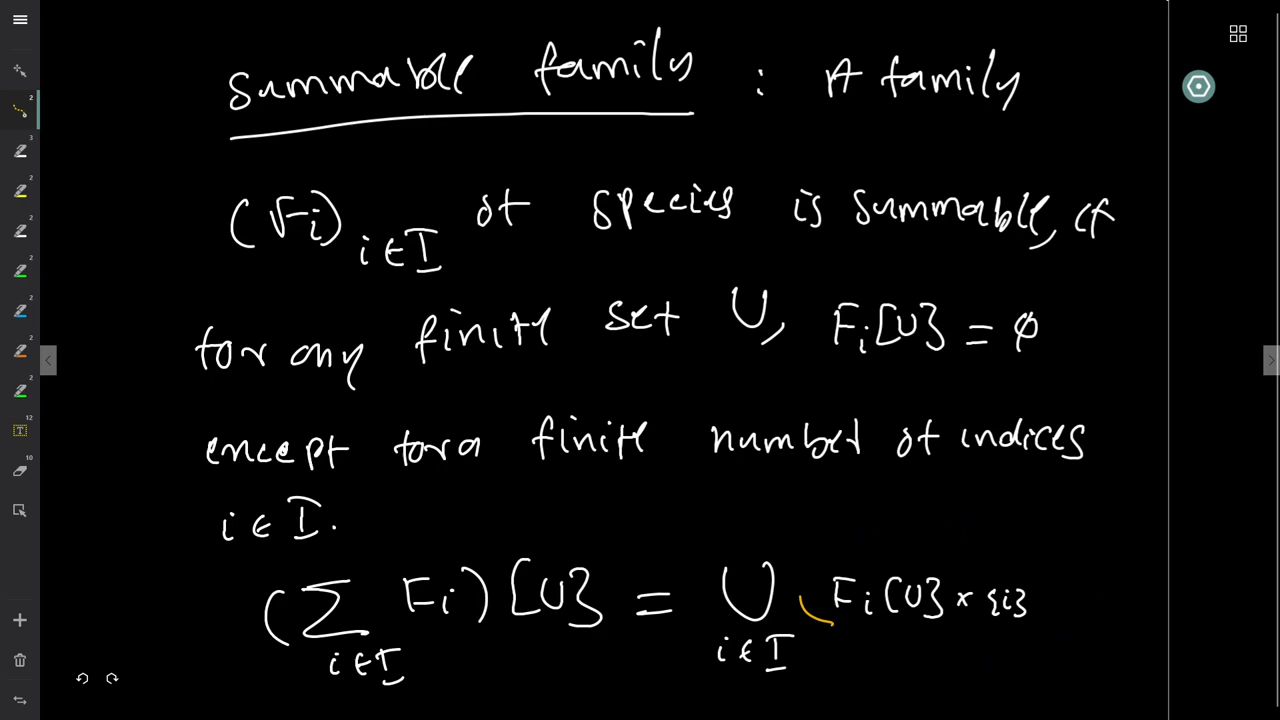 Summable family : A family
(Fi) i∈I of species is summable, if
for any finite set U, Fi[U] = ∅
except for a finite number of indices
i ∈ I.
(∑ i∈I Fi)[U] = ⋃ i∈I Fi[U] × {i}